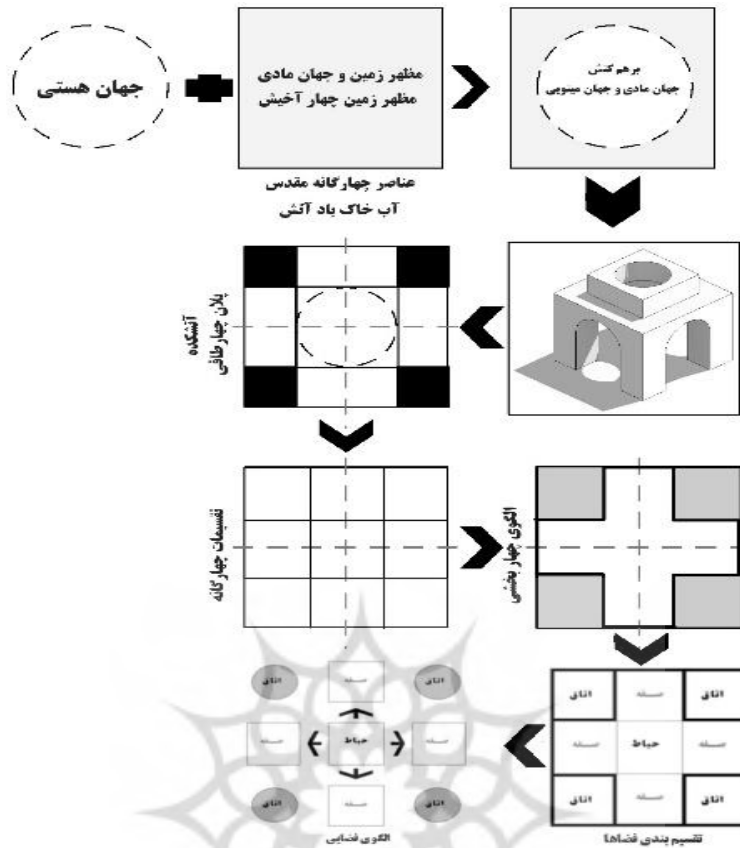 جهان هستی
مظهر زمین و جهان مادی
مظهر زمین چهار آخیش
برهم کنش
جهان مادی و جهان مینویی
عناصر چهارگانه مقدس
آب خاک باد آتش
پلان چهارطاقی
آتشکده
تقسیمات چهارگانه
الگوی چهار بخشی
اتاق
صفه
اتاق
صفه
حیاط
صفه
اتاق
صفه
اتاق
تقسیم بندی فضاها
اتاق
صفه
اتاق
صفه
حیاط
صفه
اتاق
صفه
اتاق
الگوی فضایی